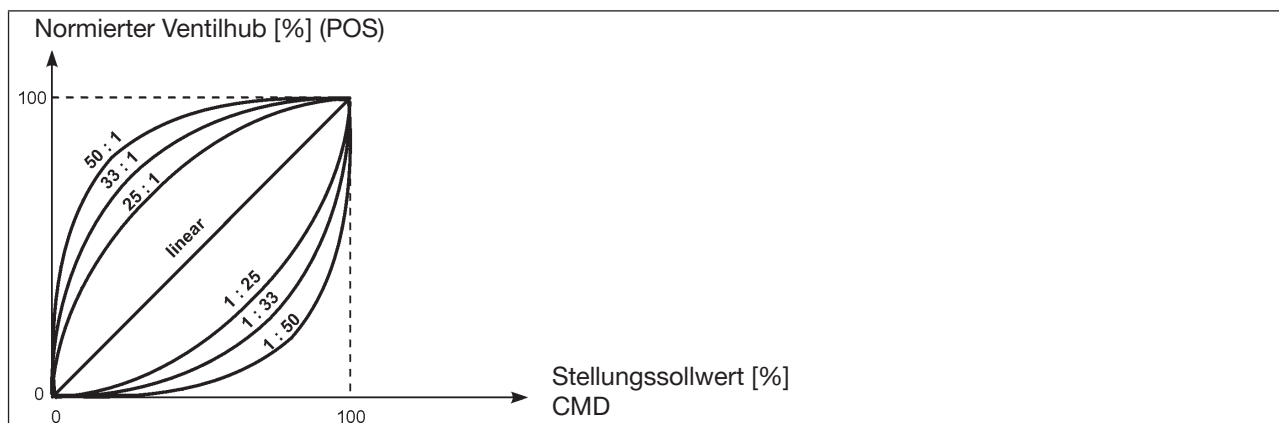 Normierter Ventilhub [%] (POS)
100
50 : 1
33 : 1
25 : 1
linear
1 : 25
1 : 33
1 : 50
0
0
100
Stellungssollwert [%]
CMD